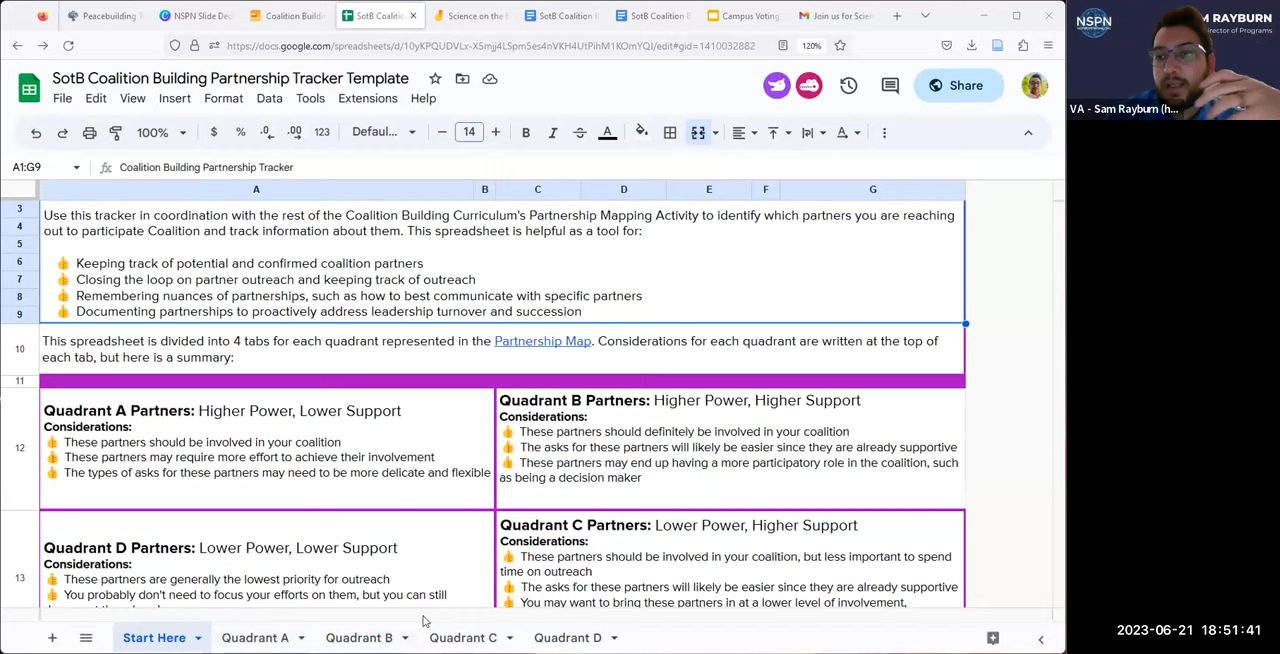 Peacebuilding T
NSPN Slide Dec
Coalition Buildi
SotB Coalitio
Science on the
SotB Coalition
SotB Coalition
Campus Voting
Join us for Scie
https://docs.google.com/spreadsheets/d/10yKPQUDVLx-X5mjj4LSpmSes4nVKH4UtPihM1KOmYQI/edit#gid=1410032882
120%
SotB Coalition Building Partnership Tracker Template
File Edit View Insert Format Data Tools Extensions Help
Share
100% $ % .0 .00 123 Defaul... 14 B I A
A1:G9 fx Coalition Building Partnership Tracker
A B C D E F G
3 Use this tracker in coordination with the rest of the Coalition Building Curriculum's Partnership Mapping Activity to identify which partners you are reaching
4 out to participate Coalition and track information about them. This spreadsheet is helpful as a tool for:
5
6 👍 Keeping track of potential and confirmed coalition partners
7 👍 Closing the loop on partner outreach and keeping track of outreach
8 👍 Remembering nuances of partnerships, such as how to best communicate with specific partners
9 👍 Documenting partnerships to proactively address leadership turnover and succession
10 This spreadsheet is divided into 4 tabs for each quadrant represented in the Partnership Map. Considerations for each quadrant are written at the top of
each tab, but here is a summary:
11
12
Quadrant A Partners: Higher Power, Lower Support
Considerations:
👍 These partners should be involved in your coalition
👍 These partners may require more effort to achieve their involvement
👍 The types of asks for these partners may need to be more delicate and flexible
Quadrant B Partners: Higher Power, Higher Support
Considerations:
👍 These partners should definitely be involved in your coalition
👍 The asks for these partners will likely be easier since they are already supportive
👍 These partners may end up having a more participatory role in the coalition, such
as being a decision maker
13
Quadrant D Partners: Lower Power, Lower Support
Considerations:
👍 These partners are generally the lowest priority for outreach
👍 You probably don't need to focus your efforts on them, but you can still
Quadrant C Partners: Lower Power, Higher Support
Considerations:
👍 These partners should be involved in your coalition, but less important to spend
time on outreach
👍 The asks for these partners will likely be easier since they are already supportive
👍 You may want to bring these partners in at a lower level of involvement,
Start Here Quadrant A Quadrant B Quadrant C Quadrant D
NSPN
M RAYBURN
irector of Programs
VA - Sam Rayburn (h...
2023-06-21 18:51:41